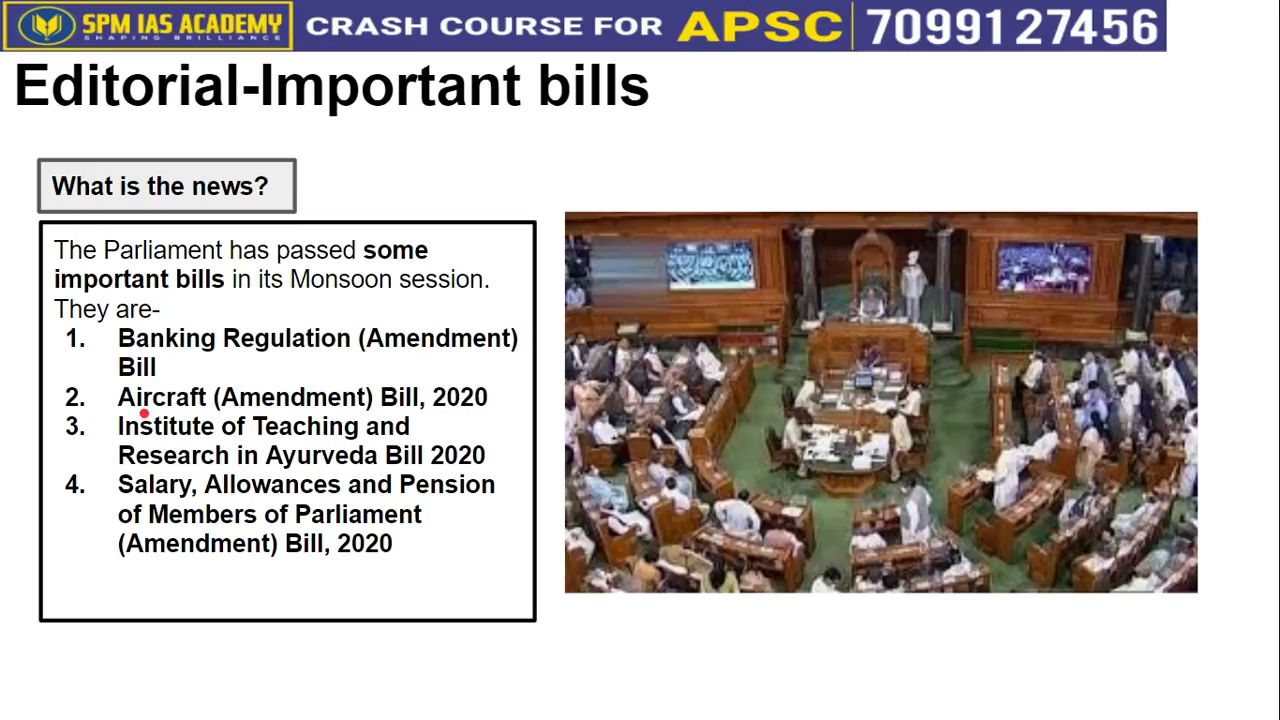 SPM IAS ACADEMY
SHAPING BRILLIANCE
CRASH COURSE FOR APSC 70991 27456
Editorial-Important bills
What is the news?
The Parliament has passed some
important bills in its Monsoon session.
They are-
1. Banking Regulation (Amendment)
Bill
2. Aircraft (Amendment) Bill, 2020
3. Institute of Teaching and
Research in Ayurveda Bill 2020
4. Salary, Allowances and Pension
of Members of Parliament
(Amendment) Bill, 2020